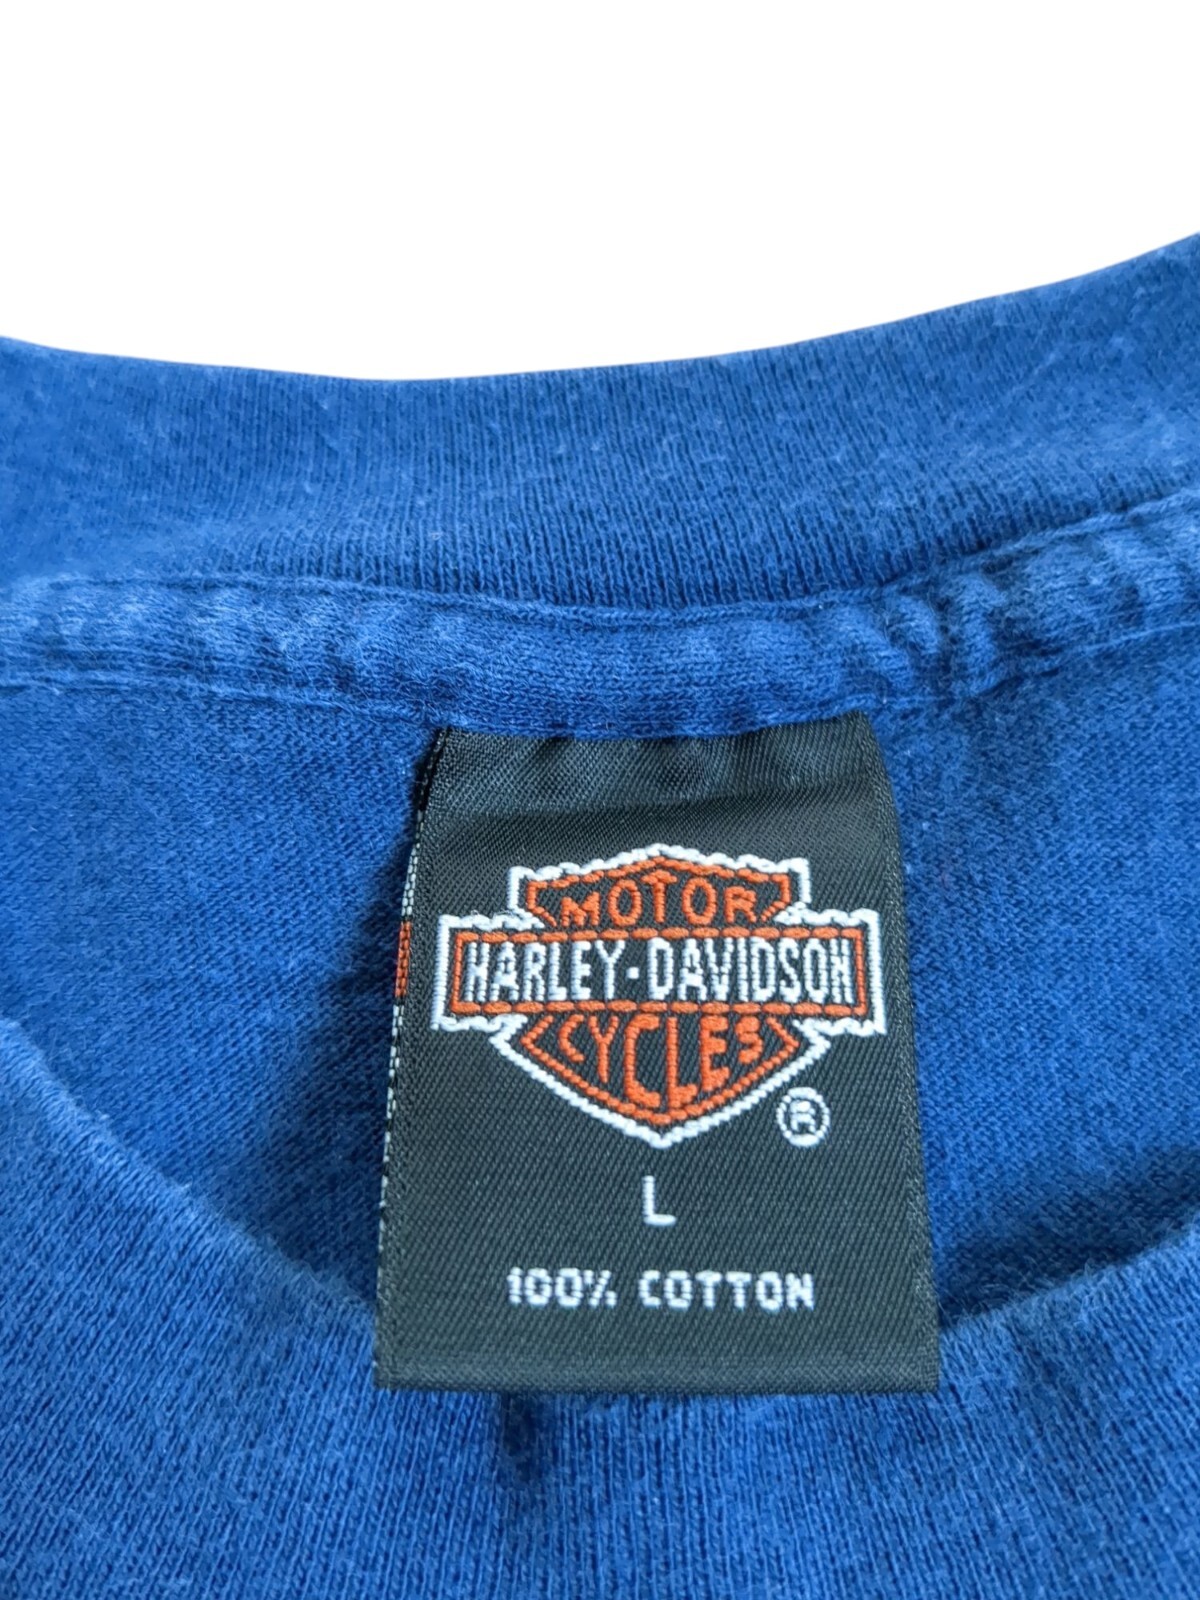 MOTOR
HARLEY-DAVIDSON
CYCLES
®
L
100% COTTON